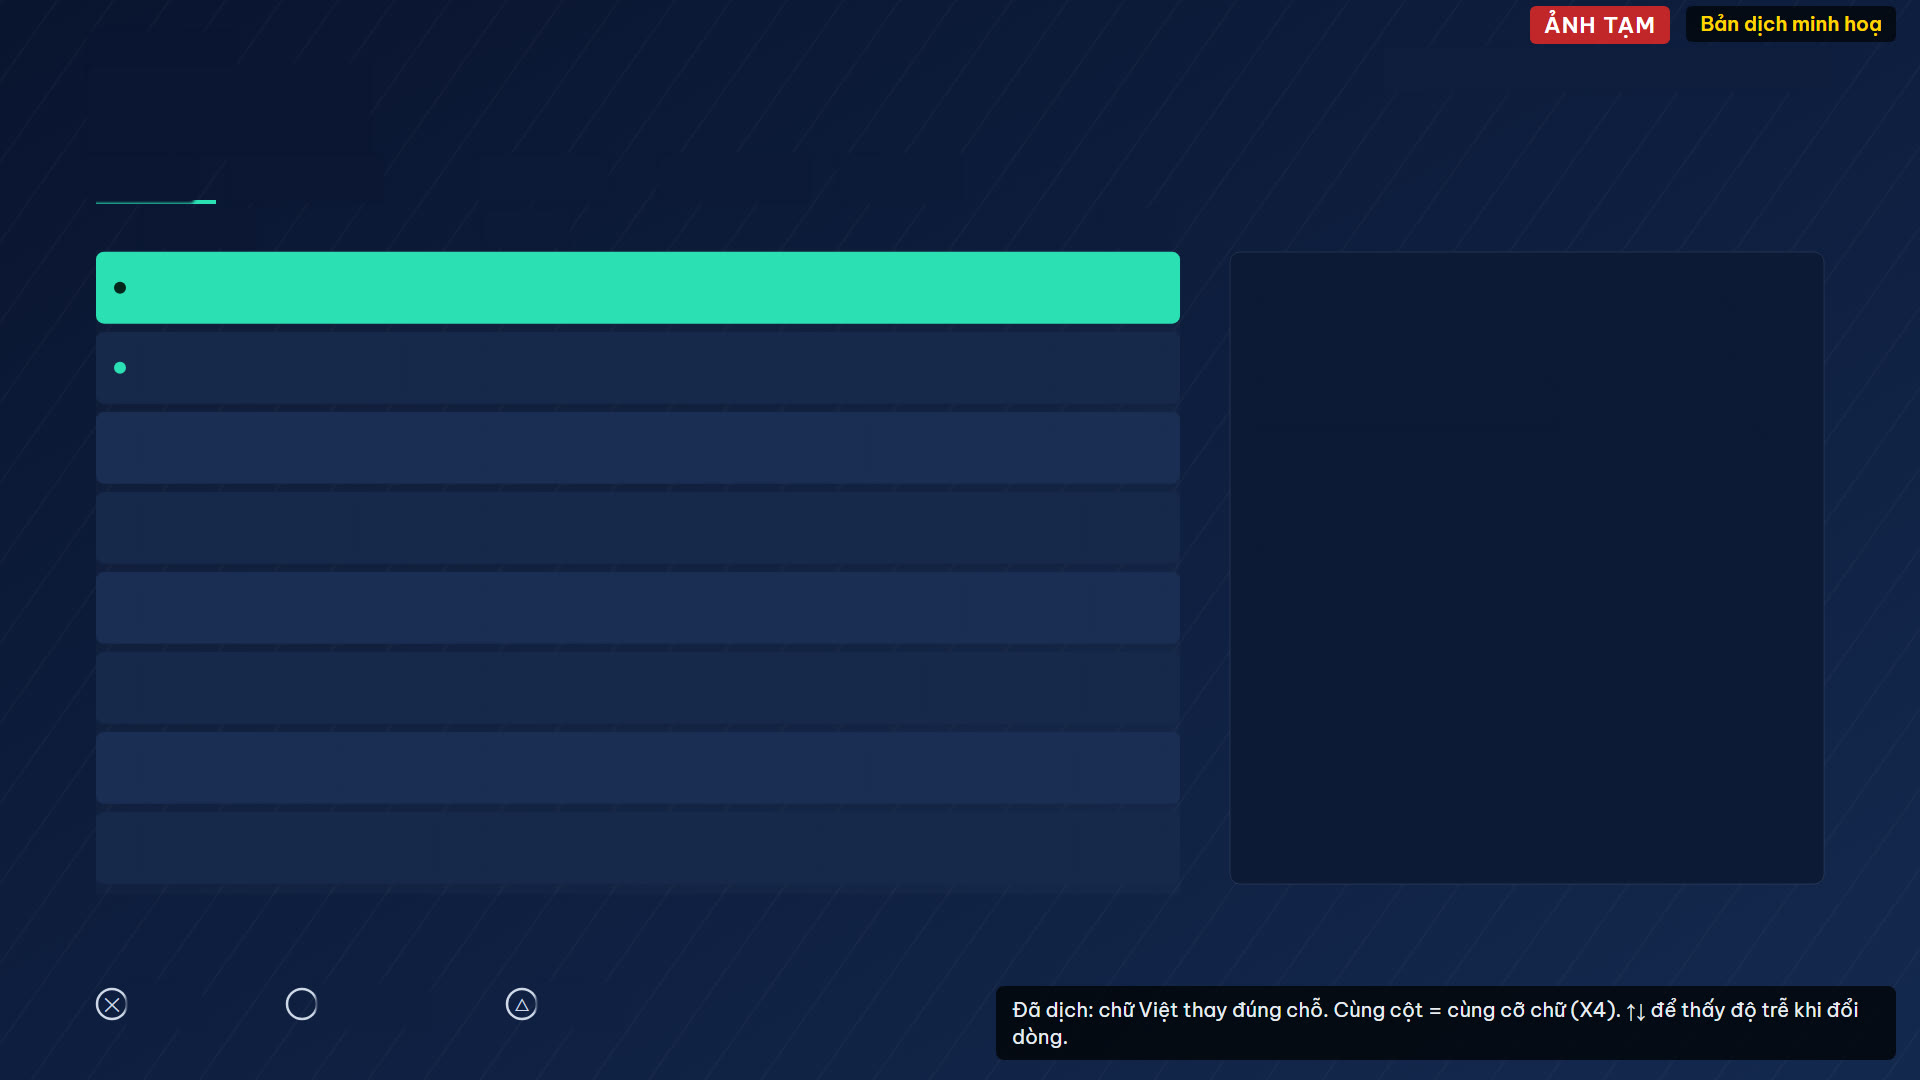 ẢNH TẠM
Bản dịch minh hoạ
Đã dịch: chữ Việt thay đúng chỗ. Cùng cột = cùng cỡ chữ (X4). ↑↓ để thấy độ trễ khi đổi
dòng.